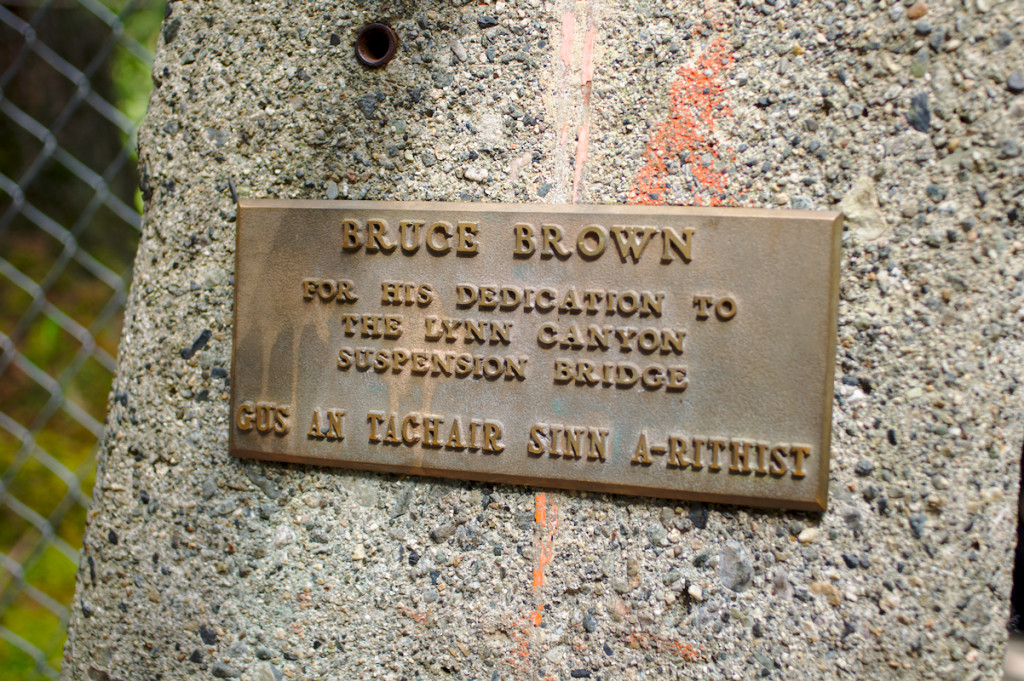 BRUCE BROWN
FOR HIS DEDICATION TO
THE LYNN CANYON
SUSPENSION BRIDGE
GUS AN TACHAIR SINN A-RITHIST